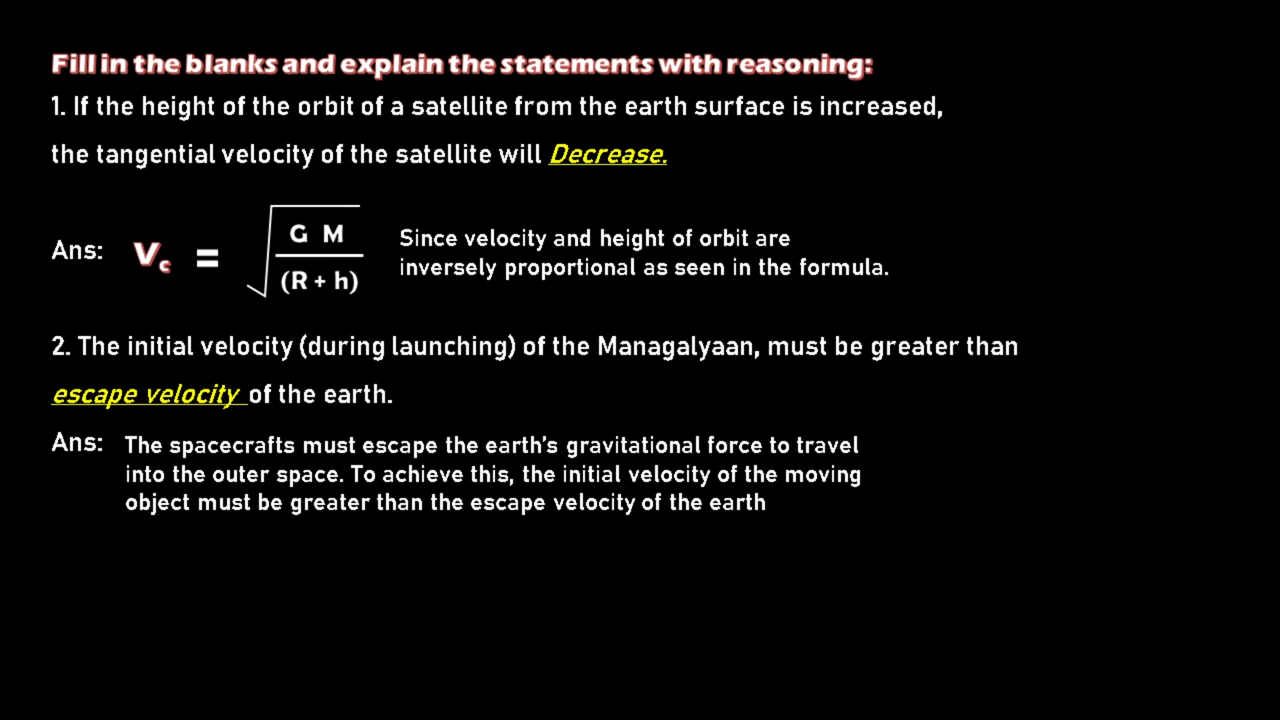 Fill in the blanks and explain the statements with reasoning:
1. If the height of the orbit of a satellite from the earth surface is increased,
the tangential velocity of the satellite will Decrease.
Ans: Vc = √ G M / (R + h)
Since velocity and height of orbit are
inversely proportional as seen in the formula.
2. The initial velocity (during launching) of the Managalyaan, must be greater than
escape velocity of the earth.
Ans: The spacecrafts must escape the earth's gravitational force to travel
into the outer space. To achieve this, the initial velocity of the moving
object must be greater than the escape velocity of the earth